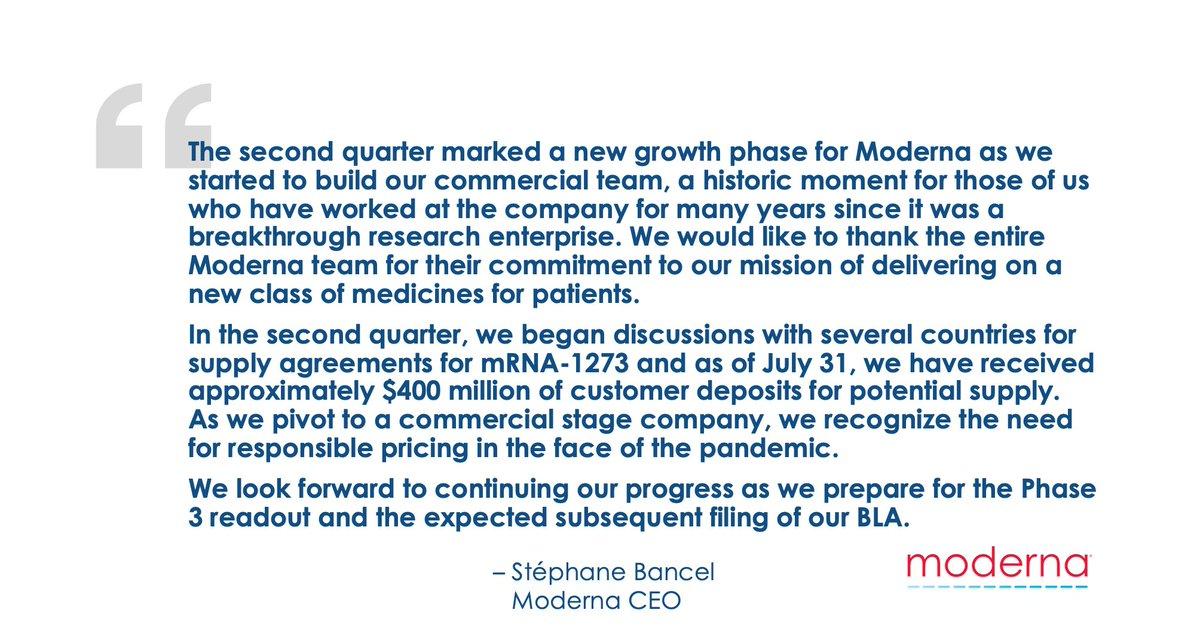 The second quarter marked a new growth phase for Moderna as we
started to build our commercial team, a historic moment for those of us
who have worked at the company for many years since it was a
breakthrough research enterprise. We would like to thank the entire
Moderna team for their commitment to our mission of delivering on a
new class of medicines for patients.
In the second quarter, we began discussions with several countries for
supply agreements for mRNA-1273 and as of July 31, we have received
approximately $400 million of customer deposits for potential supply.
As we pivot to a commercial stage company, we recognize the need
for responsible pricing in the face of the pandemic.
We look forward to continuing our progress as we prepare for the Phase
3 readout and the expected subsequent filing of our BLA.
– Stéphane Bancel
Moderna CEO
moderna